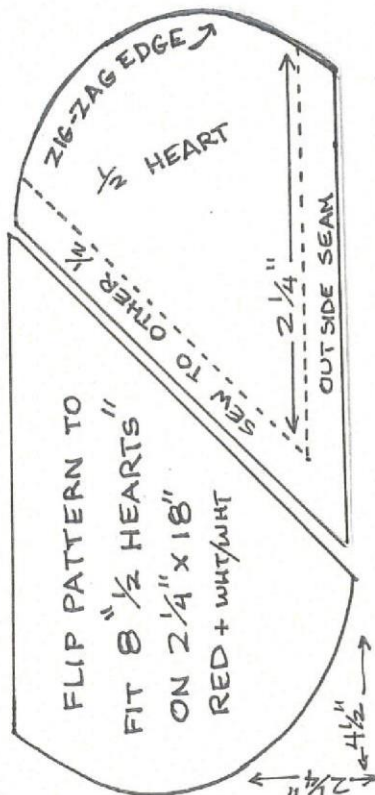 ZIG-ZAG EDGE
1/2 HEART
SEW TO OTHER 1/2
2 1/4"
OUTSIDE SEAM
FLIP PATTERN TO
FIT 8 "1/2 HEARTS"
ON 2 1/4" X 18"
RED + WHT/WHT
4 1/2"
2 1/4"